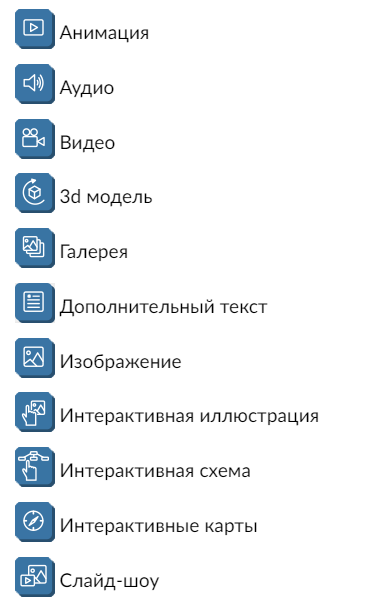 Анимация
Аудио
Видео
3d модель
Галерея
Дополнительный текст
Изображение
Интерактивная иллюстрация
Интерактивная схема
Интерактивные карты
Слайд-шоу